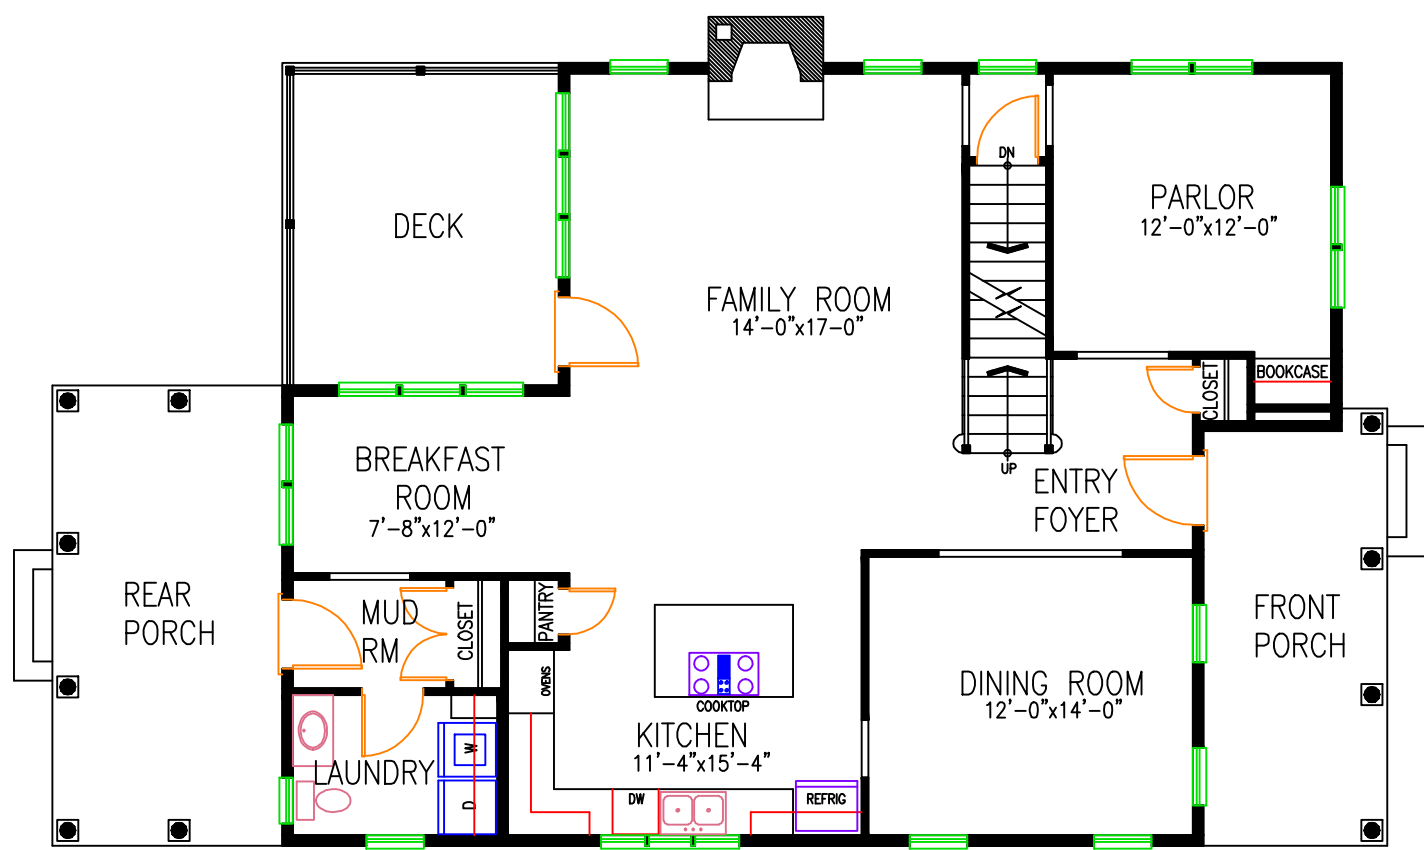 DN
PARLOR
12'-0"x12'-0"
DECK
FAMILY ROOM
14'-0"x17-0"
BOOKCASE
CLOSET
BREAKFAST
ROOM
7'-8"x12'-0"
UP
ENTRY
FOYER
REAR
PORCH
MUD
RM
CLOSET
PANTRY
FRONT
PORCH
OVENS
COOKTOP
DINING ROOM
12'-0"x14'-0"
KITCHEN
11'-4"x15'-4"
W
LAUNDRY
D
DW
REFRIG